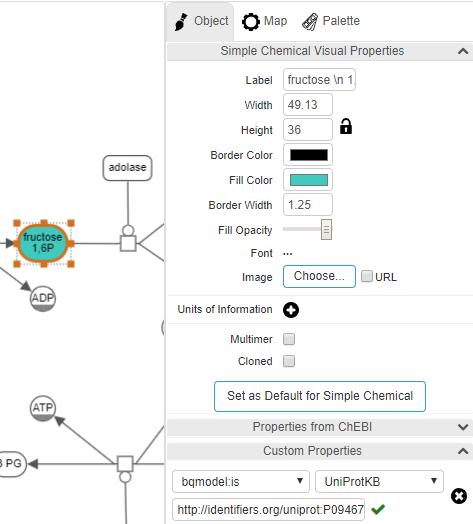 Object Map Palette
Simple Chemical Visual Properties
Label fructose \n 1,
Width 49.13
Height 36
Border Color
Fill Color
Border Width 1.25
Fill Opacity
Font ...
Image Choose... URL
Units of Information
Multimer
Cloned
Set as Default for Simple Chemical
Properties from ChEBI
Custom Properties
bqmodel:is UniProtKB
http://identifiers.org/uniprot:P09467
adolase
fructose
1,6P
ADP
ATP
3 PG